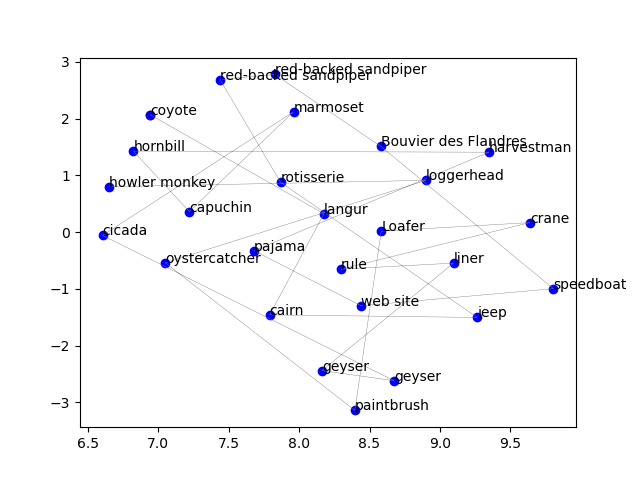 3
red-backed sandpiper
red-backed sandpiper
coyote
marmoset
2
hornbill
Bouvier des Flandres
harvestman
1
howler monkey
rotisserie
loggerhead
capuchin
langur
crane
0
cicada
Loafer
pajama
oystercatcher
rule
liner
−1
web site
speedboat
cairn
jeep
−2
geyser
geyser
−3
paintbrush
6.5 7.0 7.5 8.0 8.5 9.0 9.5